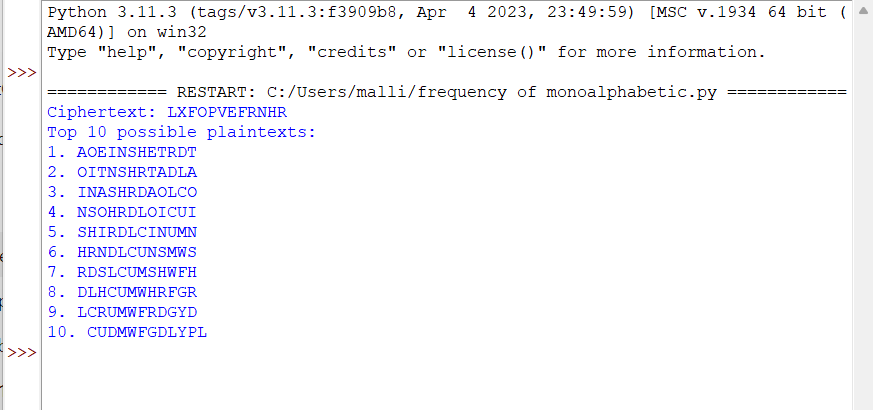 Python 3.11.3 (tags/v3.11.3:f3909b8, Apr  4 2023, 23:49:59) [MSC v.1934 64 bit (
AMD64)] on win32
Type "help", "copyright", "credits" or "license()" for more information.
>>>
============ RESTART: C:/Users/malli/frequency of monoalphabetic.py ============
Ciphertext: LXFOPVEFRNHR
Top 10 possible plaintexts:
1. AOEINSHETRDT
2. OITNSHRTADLA
3. INASHRDAOLCO
4. NSOHRDLOICUI
5. SHIRDLCINUMN
6. HRNDLCUNSMWS
7. RDSLCUMSHWFH
8. DLHCUMWHRFGR
9. LCRUMWFRDGYD
10. CUDMWFGDLYPL
>>>